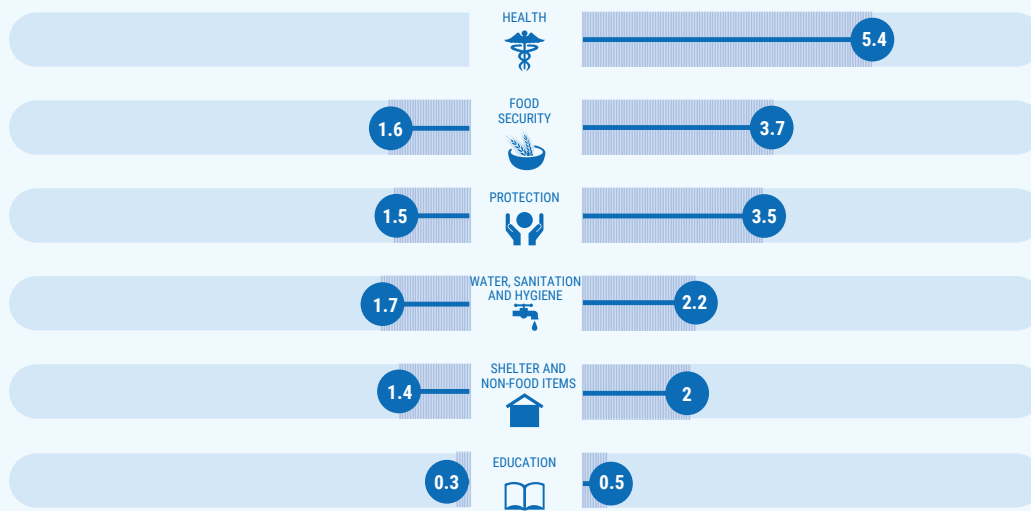 HEALTH
5.4
FOOD
SECURITY
1.6
3.7
PROTECTION
1.5
3.5
WATER, SANITATION
AND HYGIENE
1.7
2.2
SHELTER AND
NON-FOOD ITEMS
1.4
2
EDUCATION
0.3
0.5